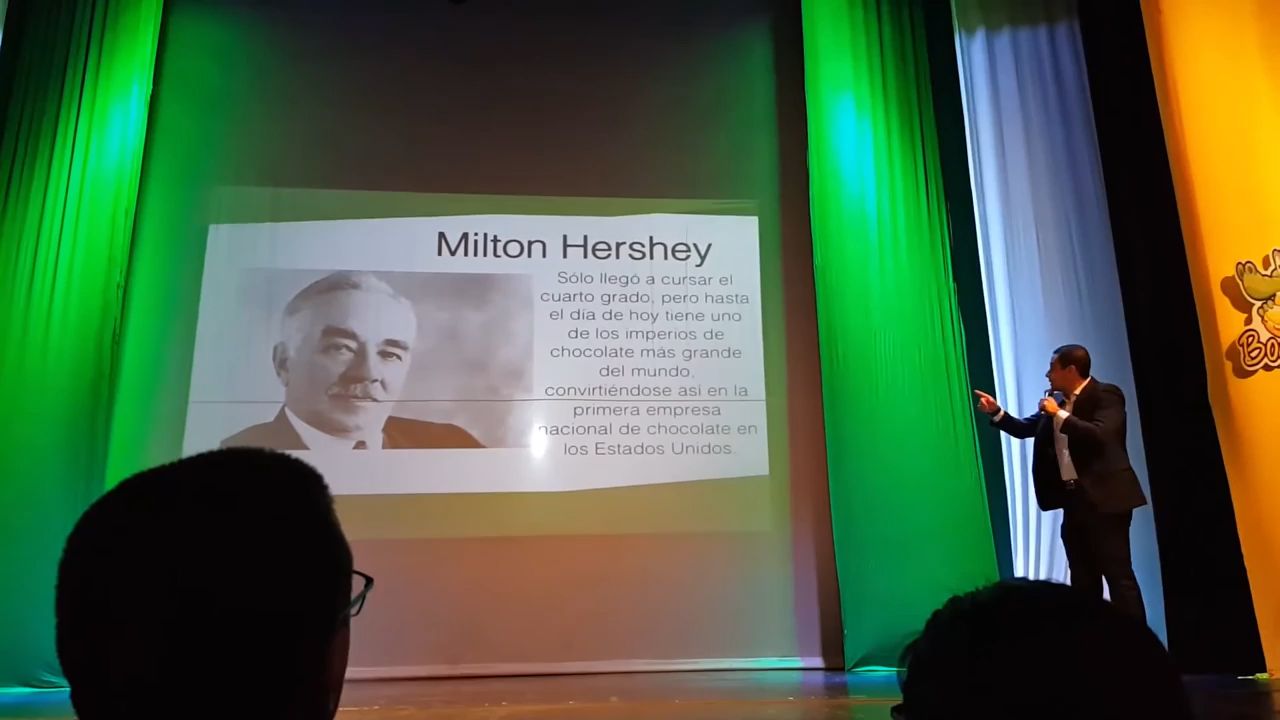 Milton Hershey
Sólo llegó a cursar el
cuarto grado, pero hasta
el día de hoy tiene uno
de los imperios de
chocolate más grande
del mundo,
convirtiéndose así en la
primera empresa
nacional de chocolate en
los Estados Unidos.